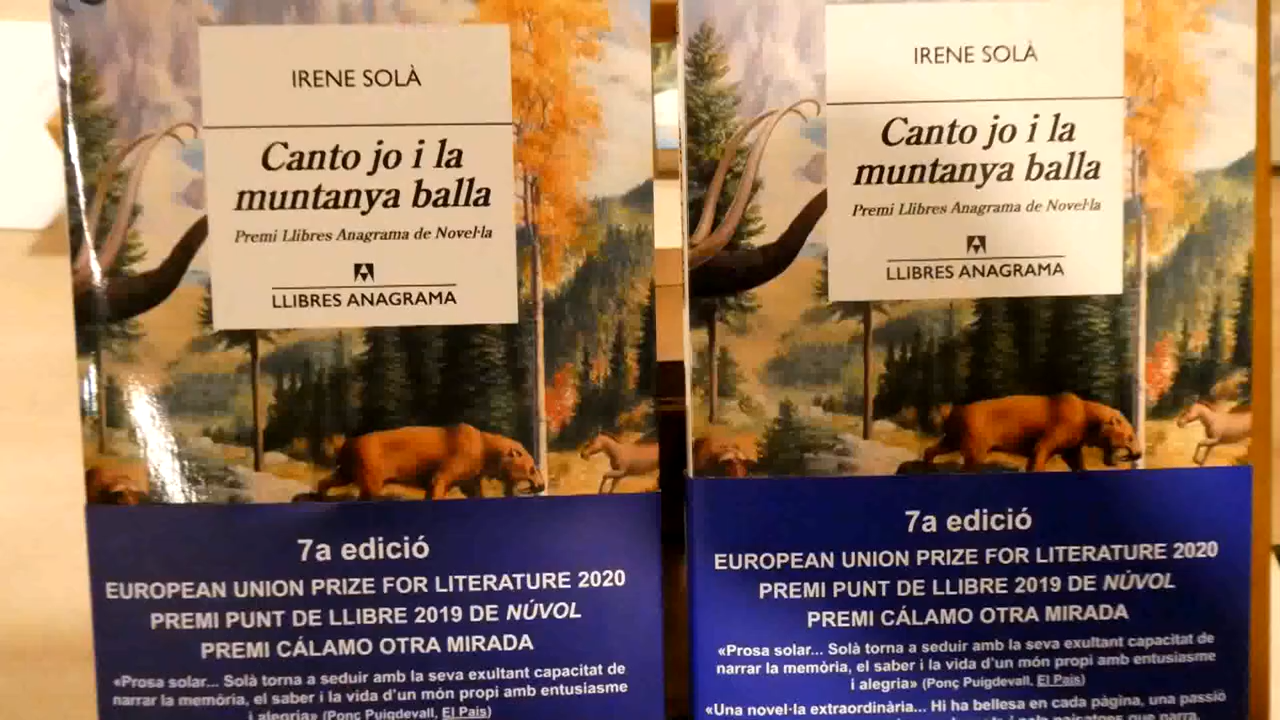 IRENE SOLÀ
Canto jo i la
muntanya balla
Premi Llibres Anagrama de Novel·la
LLIBRES ANAGRAMA
7a edició
EUROPEAN UNION PRIZE FOR LITERATURE 2020
PREMI PUNT DE LLIBRE 2019 DE NÚVOL
PREMI CÁLAMO OTRA MIRADA
«Prosa solar... Solà torna a seduir amb la seva exultant capacitat de
narrar la memòria, el saber i la vida d'un món propi amb entusiasme
i alegria» (Ponç Puigdevall, El País)
IRENE SOLÀ
Canto jo i la
muntanya balla
Premi Llibres Anagrama de Novel·la
LLIBRES ANAGRAMA
7a edició
EUROPEAN UNION PRIZE FOR LITERATURE 2020
PREMI PUNT DE LLIBRE 2019 DE NÚVOL
PREMI CÁLAMO OTRA MIRADA
«Prosa solar... Solà torna a seduir amb la seva exultant capacitat de
narrar la memòria, el saber i la vida d'un món propi amb entusiasme
i alegria» (Ponç Puigdevall, El País)
«Una novel·la extraordinària... Hi ha bellesa en cada pàgina, una passió